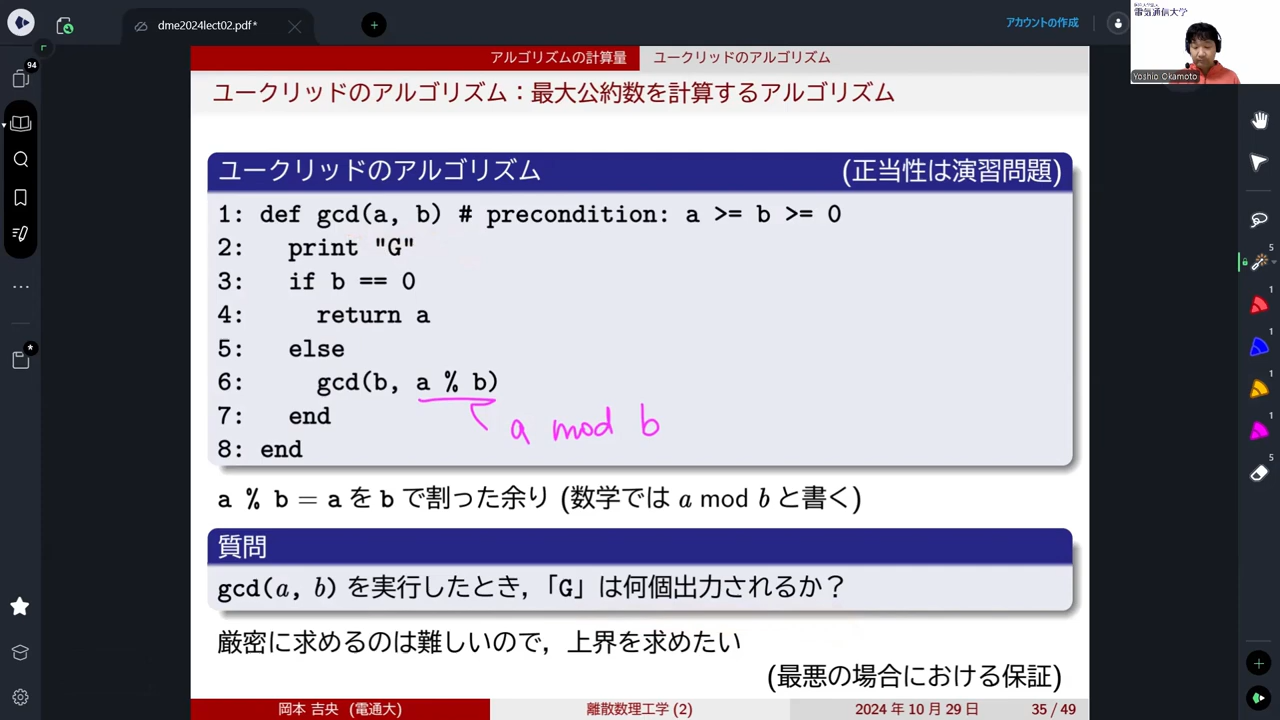 dme2024lect02.pdf*
アカウントの作成
電気通信大学
Yoshio Okamoto
94
アルゴリズムの計算量 ユークリッドのアルゴリズム
ユークリッドのアルゴリズム：最大公約数を計算するアルゴリズム
ユークリッドのアルゴリズム (正当性は演習問題)
1: def gcd(a, b) # precondition: a >= b >= 0
2: print "G"
3: if b == 0
4: return a
5: else
6: gcd(b, a % b)
a mod b
7: end
8: end
a % b = a を b で割った余り (数学では a mod b と書く)
質問
gcd(a, b) を実行したとき，「G」は何個出力されるか？
厳密に求めるのは難しいので，上界を求めたい
(最悪の場合における保証)
岡本 吉央 (電通大) 離散数理工学 (2) 2024 年 10 月 29 日 35 / 49
5
1
1
1
1
5